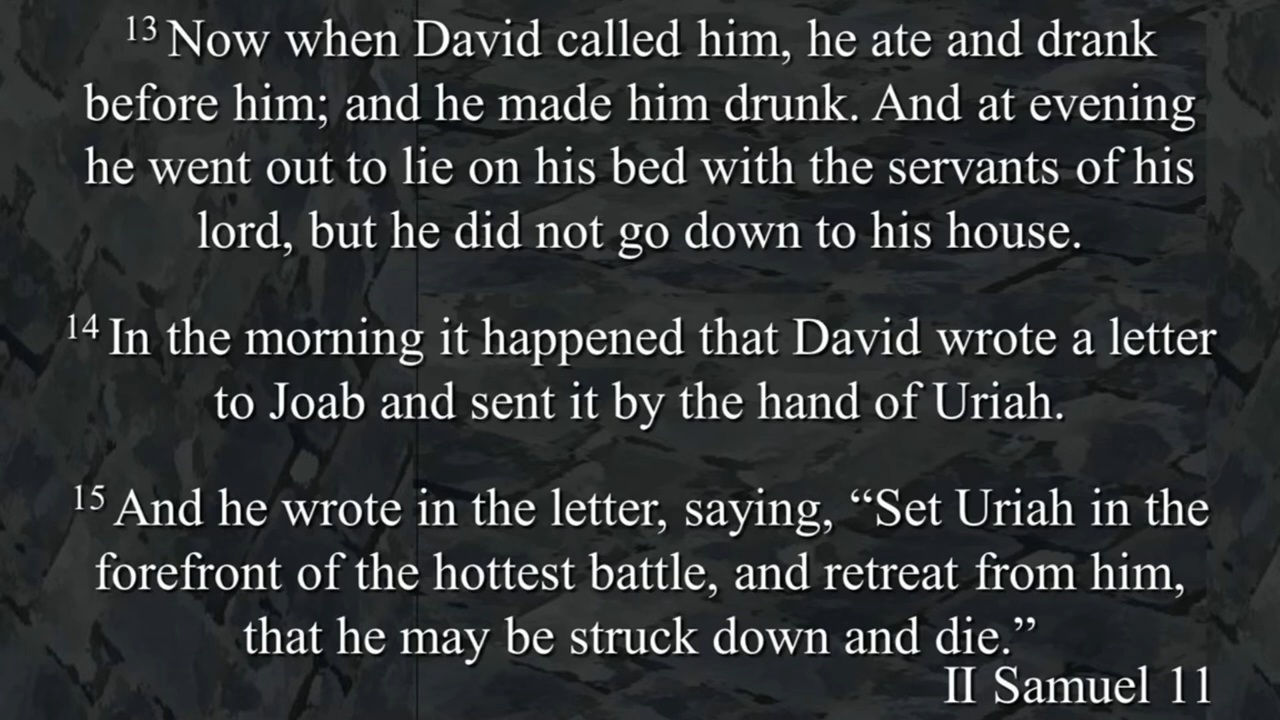 13 Now when David called him, he ate and drank
before him; and he made him drunk. And at evening
he went out to lie on his bed with the servants of his
lord, but he did not go down to his house.
14 In the morning it happened that David wrote a letter
to Joab and sent it by the hand of Uriah.
15 And he wrote in the letter, saying, “Set Uriah in the
forefront of the hottest battle, and retreat from him,
that he may be struck down and die.”
II Samuel 11